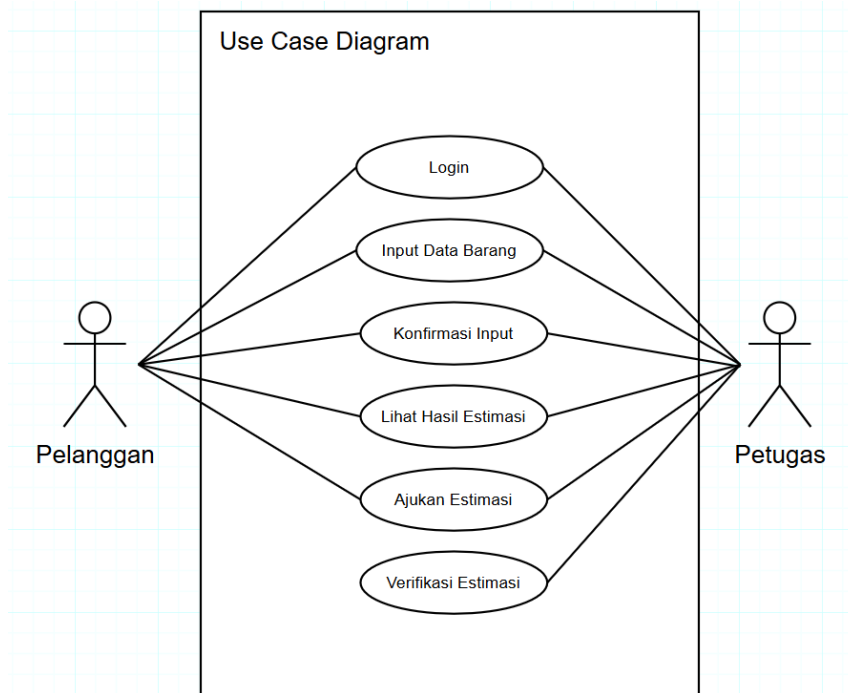 Use Case Diagram
Login
Input Data Barang
Konfirmasi Input
Lihat Hasil Estimasi
Ajukan Estimasi
Verifikasi Estimasi
Pelanggan
Petugas